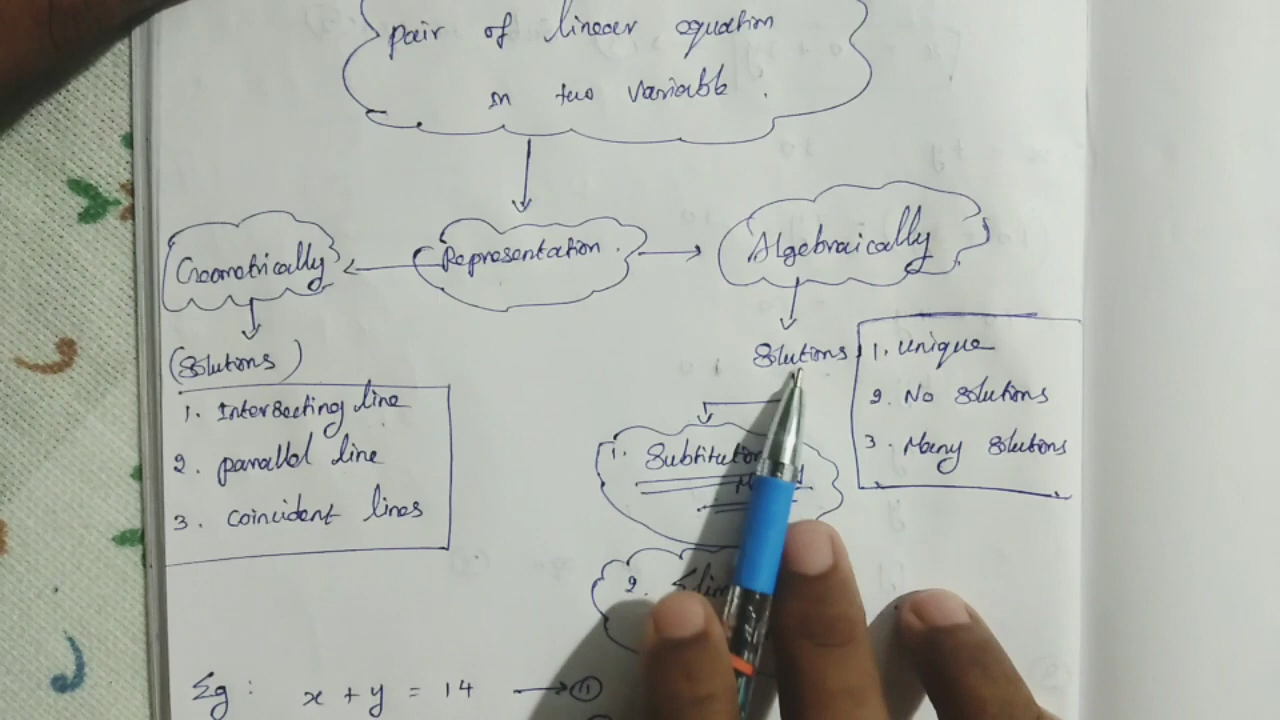 pair of linear equation
in two variable.
Geometrically
Representation.
Algebraically
(Solutions)
1. Intersecting line
2. parallel line
3. coincident lines
Solutions
1. Unique
2. No solutions
3. Many solutions
1. Substitution
2.
Eg: x + y = 14